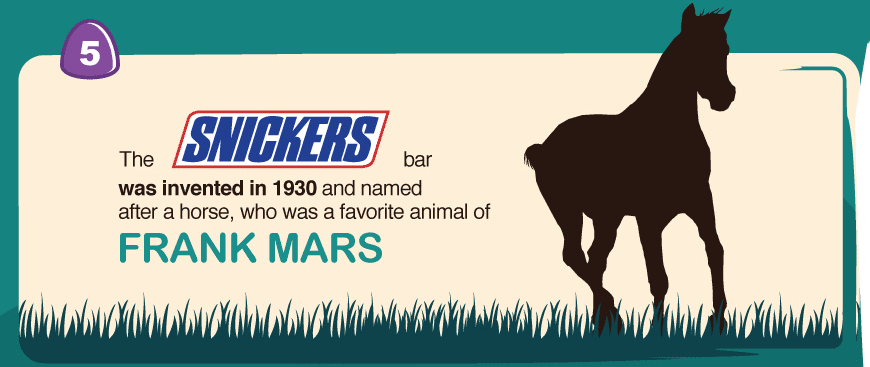 5
The SNICKERS bar
was invented in 1930 and named
after a horse, who was a favorite animal of
FRANK MARS